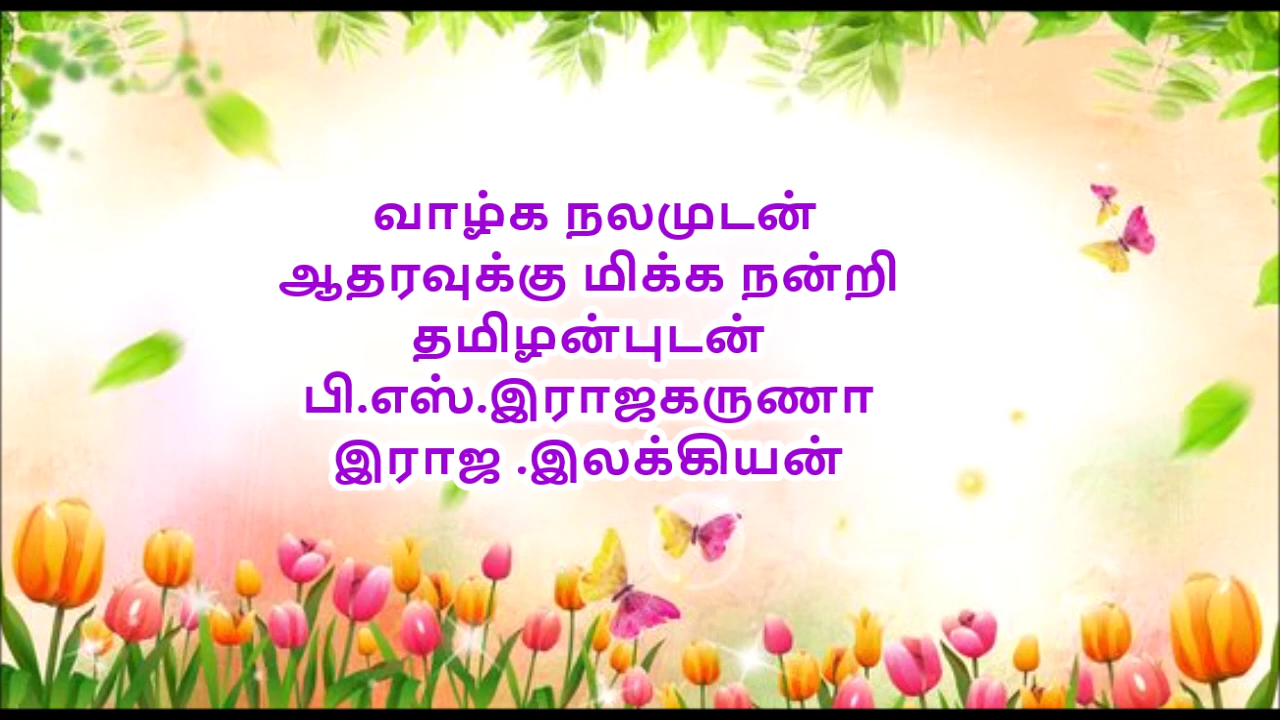 வாழ்க நலமுடன்
ஆதரவுக்கு மிக்க நன்றி
தமிழன்புடன்
பி.எஸ்.இராஜகருணா
இராஜ .இலக்கியன்